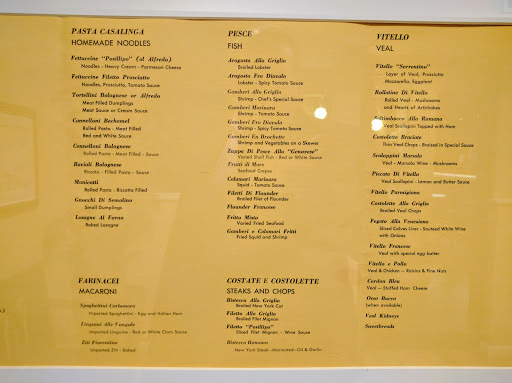 PASTA CASALINGA
HOMEMADE NOODLES
Fettuccine "Posillipo" (al Alfredo)
Noodles - Heavy Cream - Parmesan Cheese
Fettuccine Filetto Prosciutto
Noodles, Prosciutto, Tomato Sauce
Tortellini Bolognese or Alfredo
Meat Filled Dumplings
Meat Sauce or Cream Sauce
Cannelloni Bechemel
Rolled Pasta - Meat Filled
Red and White Sauce
Cannelloni Bolognese
Rolled Pasta - Meat Filled - Sauce
Ravioli Bolognese
Ricotta - Filled Pasta - Sauce
Manicotti
Rolled Pasta - Ricotta Filled
Gnocchi Di Semolino
Small Dumplings
Lasagne Al Forno
Baked Lasagne
FARINACEI
MACARONI
Spaghettini Carbonara
Imported Spaghetti - Egg and Italian Ham
Linguini Alle Vongole
Imported Linguine - Red or White Clam Sauce
Ziti Fiorentina
Imported Ziti - Baked
PESCE
FISH
Aragosta Alla Griglia
Broiled Lobster
Aragosta Fra Diavolo
Lobster - Spicy Tomato Sauce
Gamberi Alla Griglia
Shrimp - Chef's Special Sauce
Gamberi Marinara
Shrimp - Tomato Sauce
Gamberi Fra Diavolo
Shrimp - Spicy Tomato Sauce
Gamberi En Brochette
Shrimp and Vegetables on a Skewer
Zuppa Di Pesce Alla "Genovese"
Varied Shell Fish - Red or White Sauce
Frutti di Mare
Seafood Crepes
Calamari Marinara
Squid - Tomato Sauce
Filetti Di Flounder
Broiled Filet of Flounder
Flounder Francese
Fritto Misto
Varied Fried Seafood
Gamberi e Calamari Fritti
Fried Squid and Shrimp
COSTATE E COSTOLETTE
STEAKS AND CHOPS
Bistecca Alla Griglia
Broiled New York Cut
Filetto Alla Griglia
Broiled Filet Mignon
Filetto "Posillipo"
Sliced Filet Mignon - Wine Sauce
Bistecca Romano
New York Steak - Marinated - Oil & Garlic
VITELLO
VEAL
Vitello "Sorrentino"
Layer of Veal, Prosciutto
Mozzarella, Eggplant
Rollatine Di Vitello
Rolled Veal - Mushrooms
and Hearts of Artichokes
Saltimbocca Alla Romana
Veal Scallopini Topped with Ham
Costolette Braciate
Thin Veal Chops - Braised in Special Sauce
Scaloppini Marsala
Veal - Marsala Wine - Mushrooms
Piccata Di Vitello
Veal Scallopini - Lemon and Butter Sauce
Vitello Parmigiana
Costolette Alla Griglia
Broiled Veal Chops
Fegato Alla Veneziana
Sliced Calves Liver - Sauteed White Wine
with Onions
Vitello Francese
Veal with special egg batter
Vitello e Pollo
Veal & Chicken - Raisins & Pine Nuts
Cordon Bleu
Veal - Stuffed Ham Cheese
Osso Bucco
(when available)
Veal Kidneys
Sweetbreads